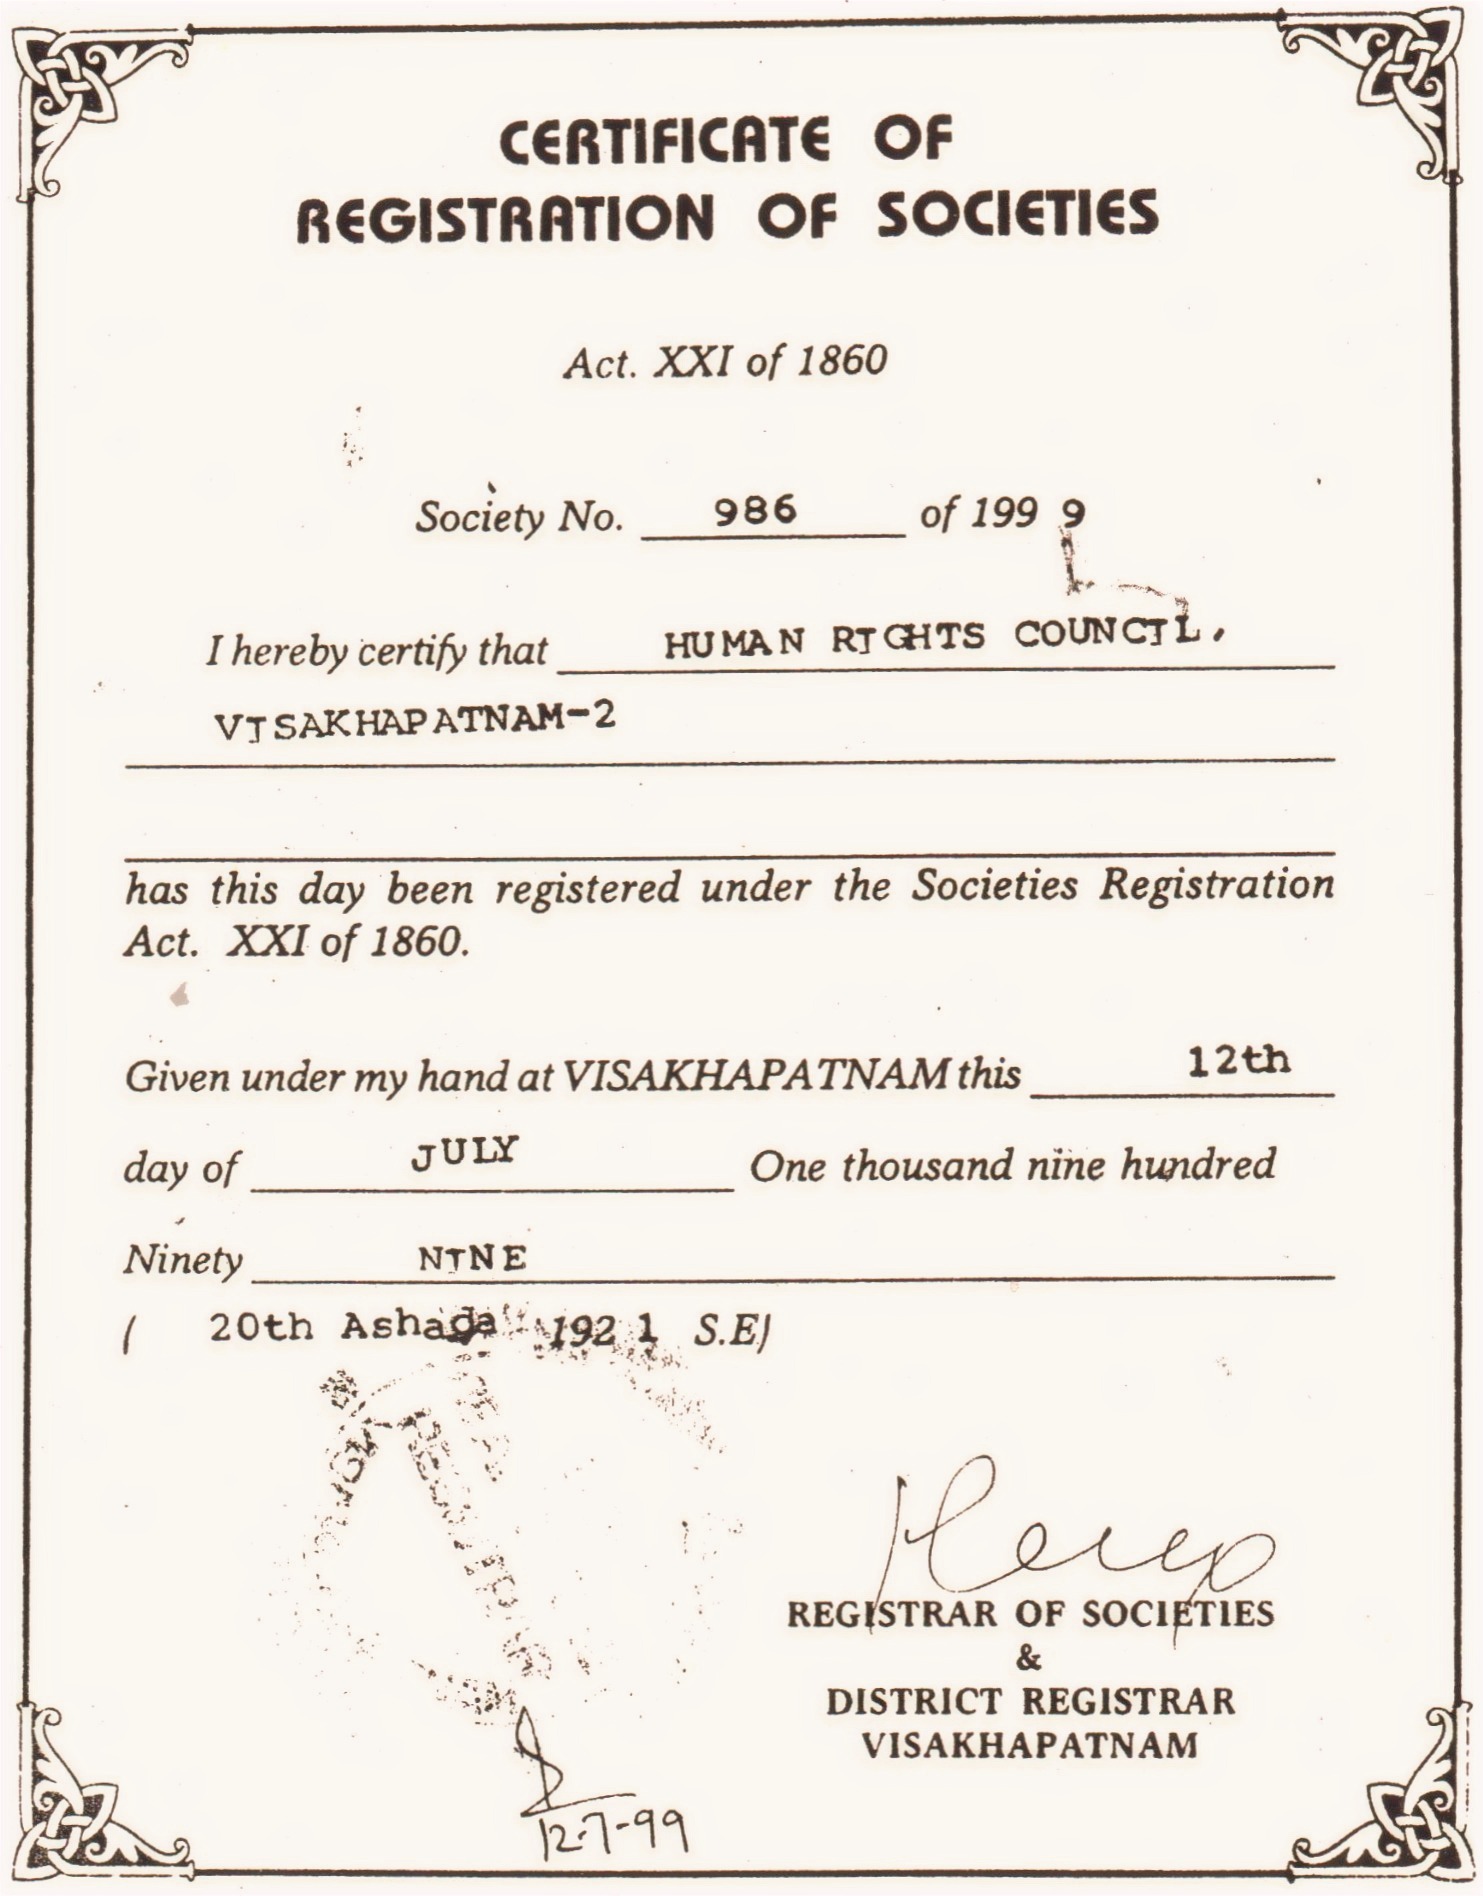 CERTIFICATE OF
REGISTRATION OF SOCIETIES
Act. XXI of 1860
Society No. 986 of 1999
I hereby certify that HUMAN RIGHTS COUNCIL,
VISAKHAPATNAM-2
has this day been registered under the Societies Registration
Act. XXI of 1860.
Given under my hand at VISAKHAPATNAM this 12th
day of JULY One thousand nine hundred
Ninety NINE
( 20th Ashada 1921 S.E)
REGISTRAR OF SOCIETIES
&
DISTRICT REGISTRAR
VISAKHAPATNAM
12-7-99